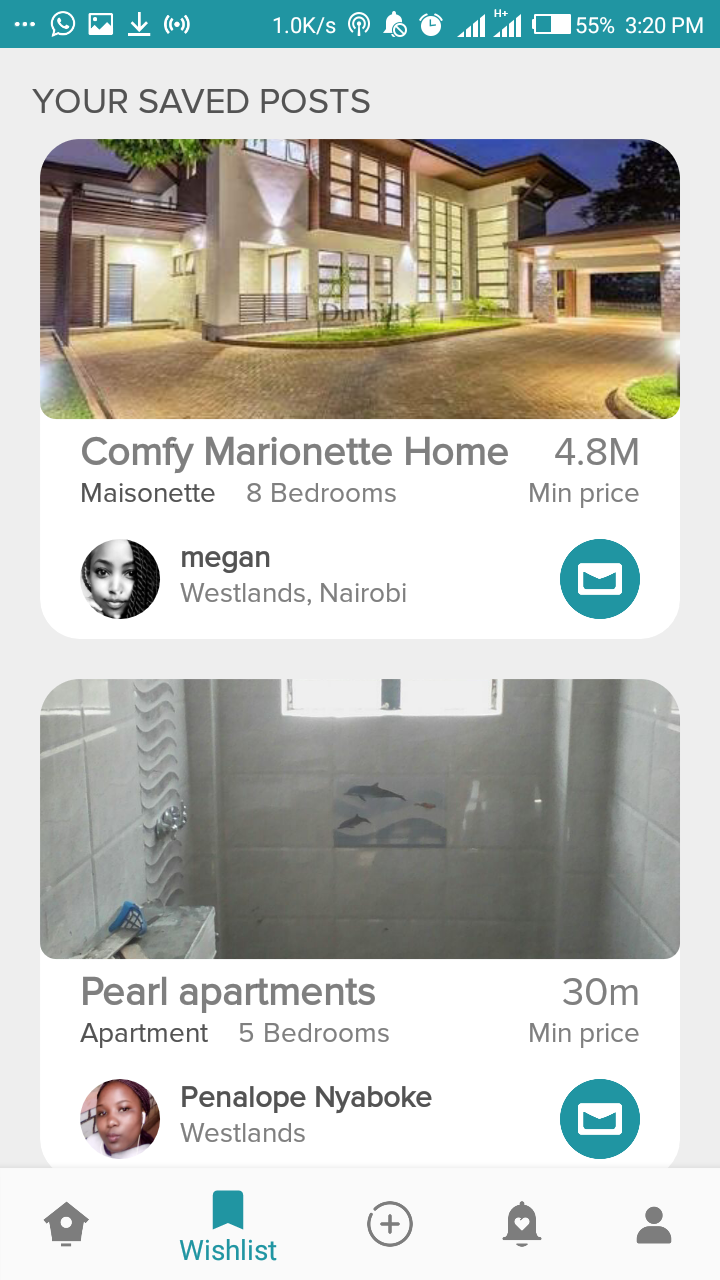 1.0K/s H+ 55% 3:20 PM
YOUR SAVED POSTS
Dunhill
Comfy Marionette Home 4.8M
Maisonette 8 Bedrooms Min price
megan
Westlands, Nairobi
Pearl apartments 30m
Apartment 5 Bedrooms Min price
Penalope Nyaboke
Westlands
Wishlist